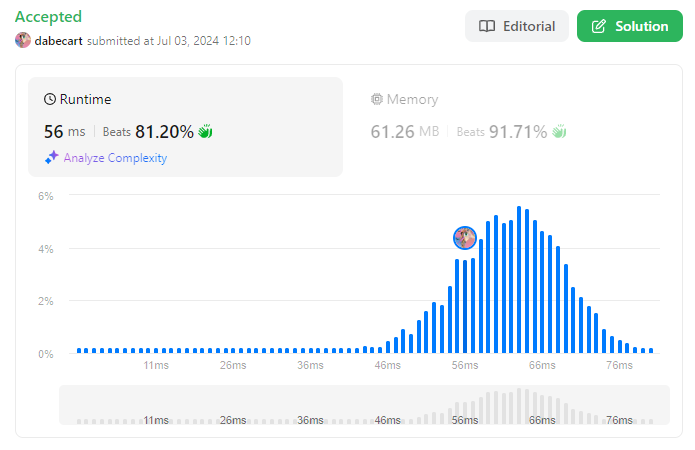 Accepted
dabecart submitted at Jul 03, 2024 12:10
Editorial
Solution
Runtime
56 ms | Beats 81.20%
Analyze Complexity
Memory
61.26 MB | Beats 91.71%
6%
4%
2%
0%
11ms 26ms 36ms 46ms 56ms 66ms 76ms
11ms 26ms 36ms 46ms 56ms 66ms 76ms